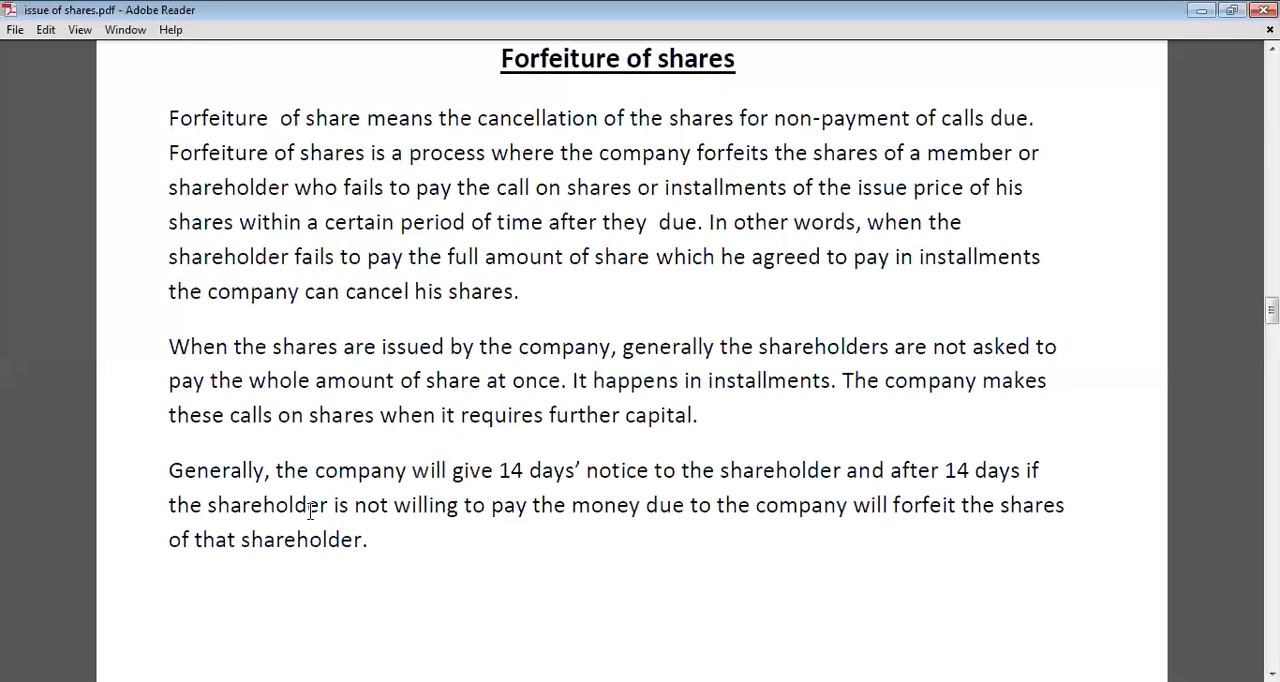 issue of shares.pdf - Adobe Reader
File Edit View Window Help
Forfeiture of shares
Forfeiture  of share means the cancellation of the shares for non-payment of calls due.
Forfeiture of shares is a process where the company forfeits the shares of a member or
shareholder who fails to pay the call on shares or installments of the issue price of his
shares within a certain period of time after they  due. In other words, when the
shareholder fails to pay the full amount of share which he agreed to pay in installments
the company can cancel his shares.
When the shares are issued by the company, generally the shareholders are not asked to
pay the whole amount of share at once. It happens in installments. The company makes
these calls on shares when it requires further capital.
Generally, the company will give 14 days’ notice to the shareholder and after 14 days if
the shareholder is not willing to pay the money due to the company will forfeit the shares
of that shareholder.